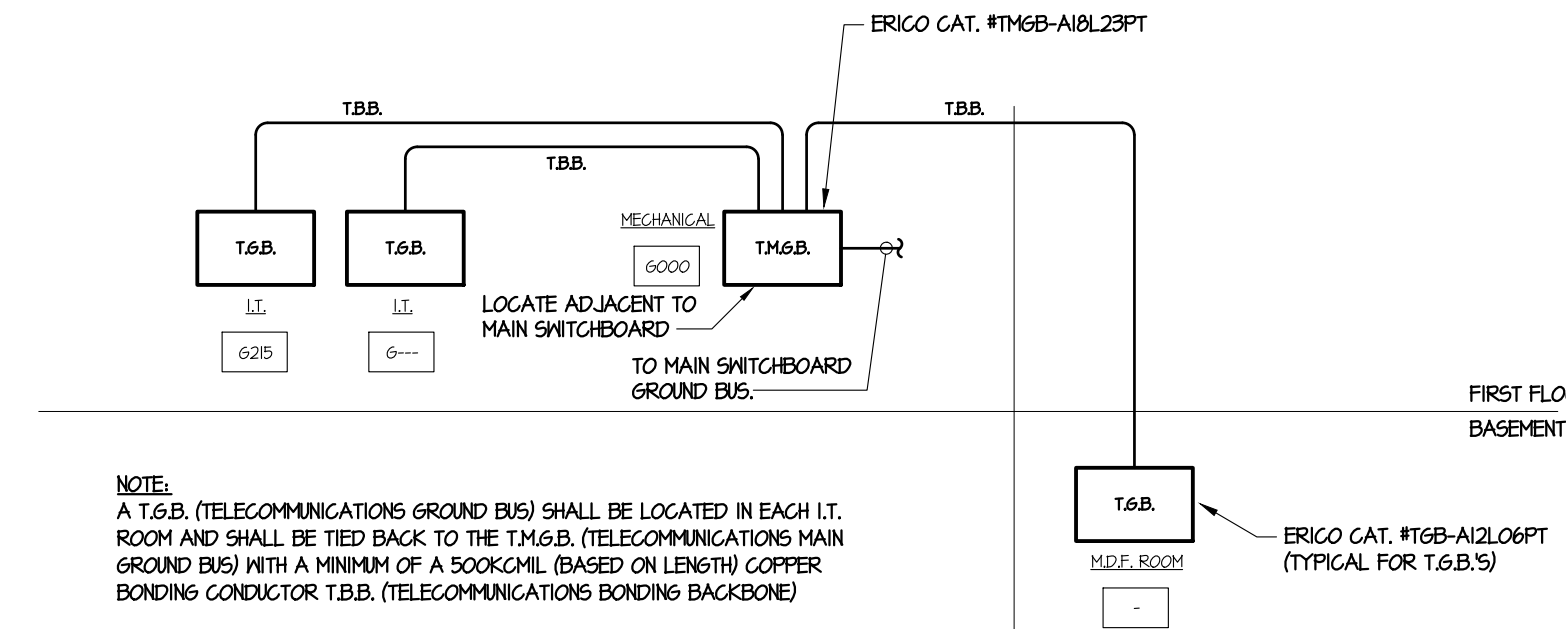 ERICO CAT. #TMGB-A18L23PT
T.B.B.
T.B.B.
T.B.B.
MECHANICAL
G000
T.G.B.
T.G.B.
T.M.G.B.
I.T.
I.T.
G215
G---
LOCATE ADJACENT TO
MAIN SWITCHBOARD
TO MAIN SWITCHBOARD
GROUND BUS.
FIRST FLO
BASEMENT
NOTE:
A T.G.B. (TELECOMMUNICATIONS GROUND BUS) SHALL BE LOCATED IN EACH I.T.
ROOM AND SHALL BE TIED BACK TO THE T.M.G.B. (TELECOMMUNICATIONS MAIN
GROUND BUS) WITH A MINIMUM OF A 500KCMIL (BASED ON LENGTH) COPPER
BONDING CONDUCTOR T.B.B. (TELECOMMUNICATIONS BONDING BACKBONE)
T.G.B.
M.D.F. ROOM
-
ERICO CAT. #TGB-A12L06PT
(TYPICAL FOR T.G.B.'S)